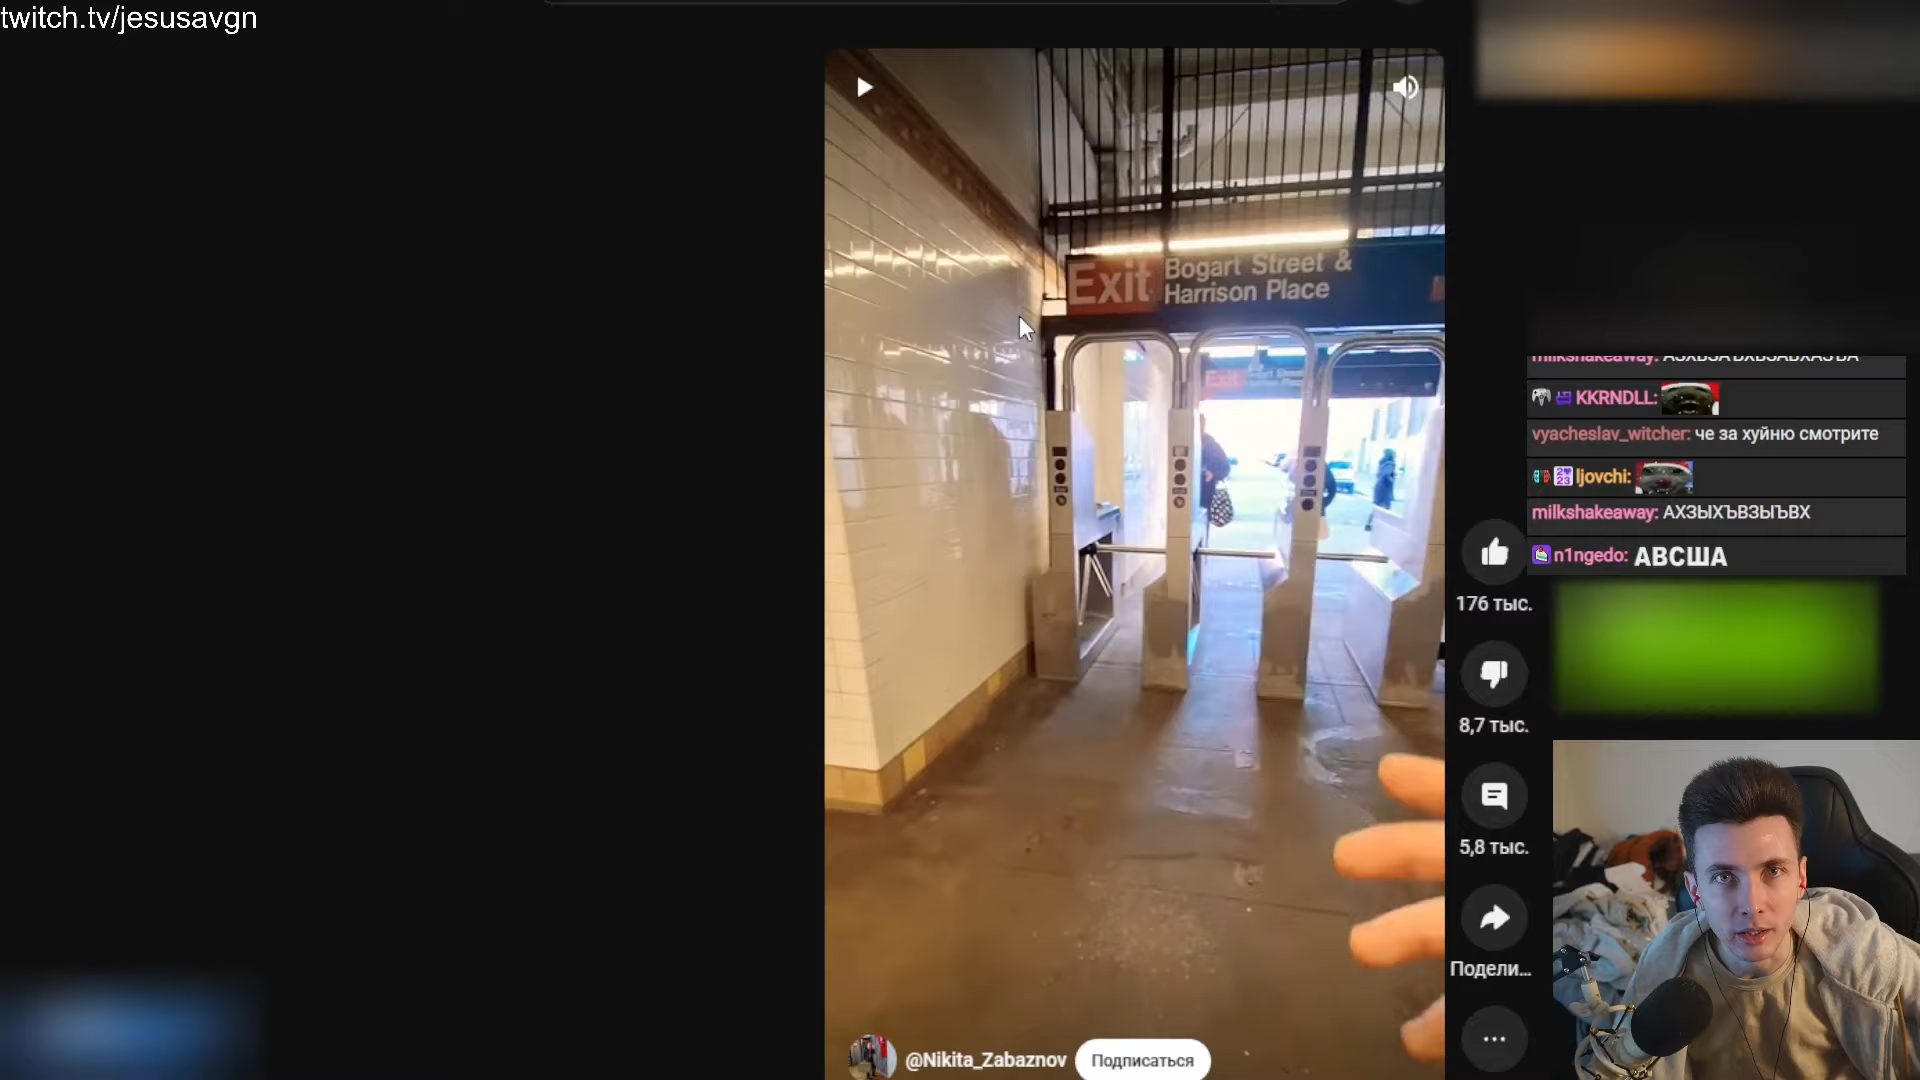 twitch.tv/jesusavgn
Exit
Bogart Street &
Harrison Place
Exit
KKRNDLL:
vyacheslav_witcher: че за хуйню смотрите
ljovchi:
milkshakeaway: АХЗЫХЪВЗЫЪВХ
n1ngedo: АВСША
176 тыс.
8,7 тыс.
5,8 тыс.
Подели...
@Nikita_Zabaznov
Подписаться